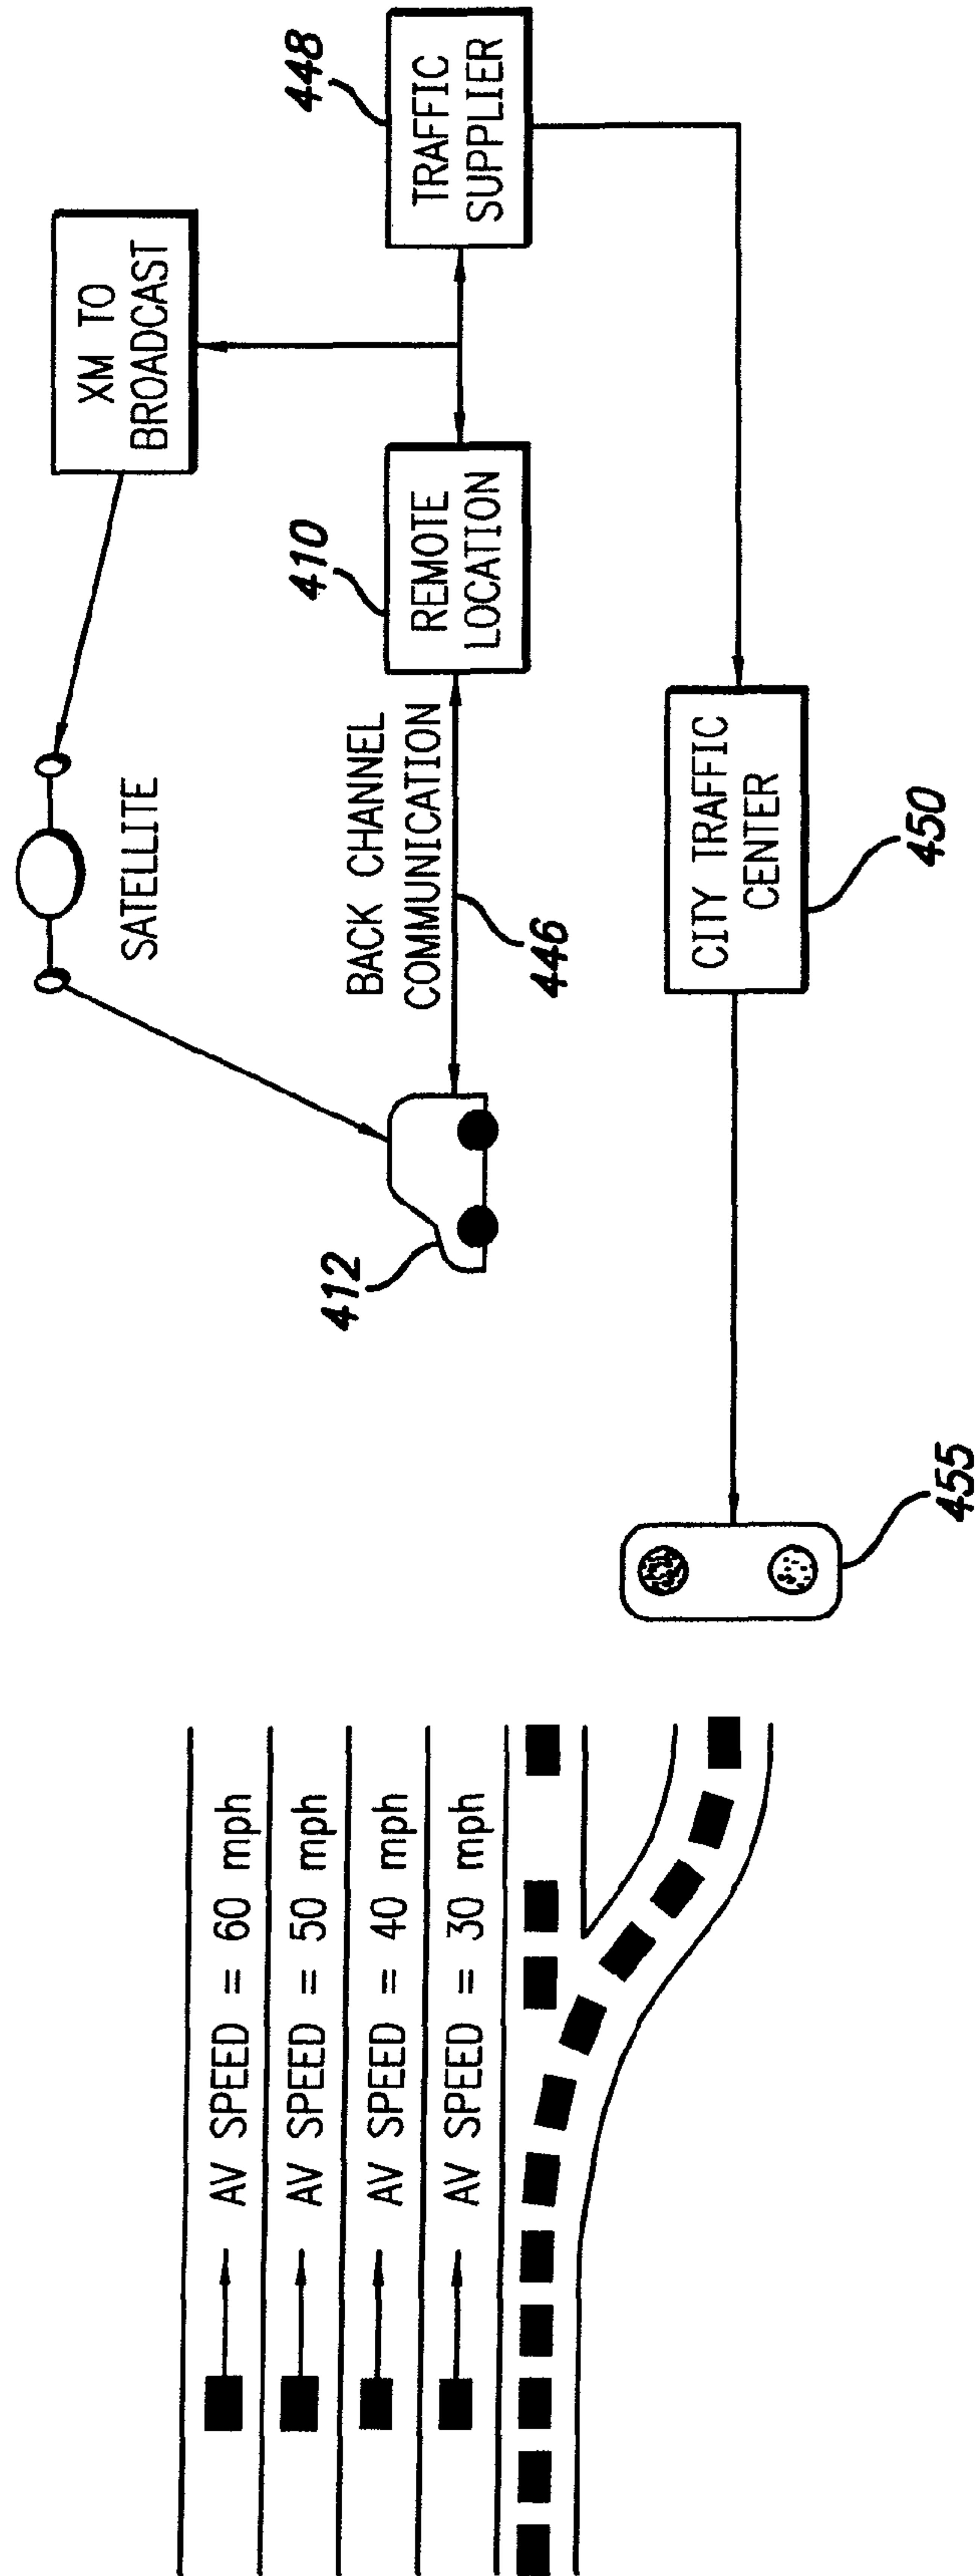 AV SPEED = 60 mph
AV SPEED = 50 mph
AV SPEED = 40 mph
AV SPEED = 30 mph
SATELLITE
XM TO
BROADCAST
412
BACK CHANNEL
COMMUNICATION
446
410
REMOTE
LOCATION
448
TRAFFIC
SUPPLIER
455
CITY TRAFFIC
CENTER
450